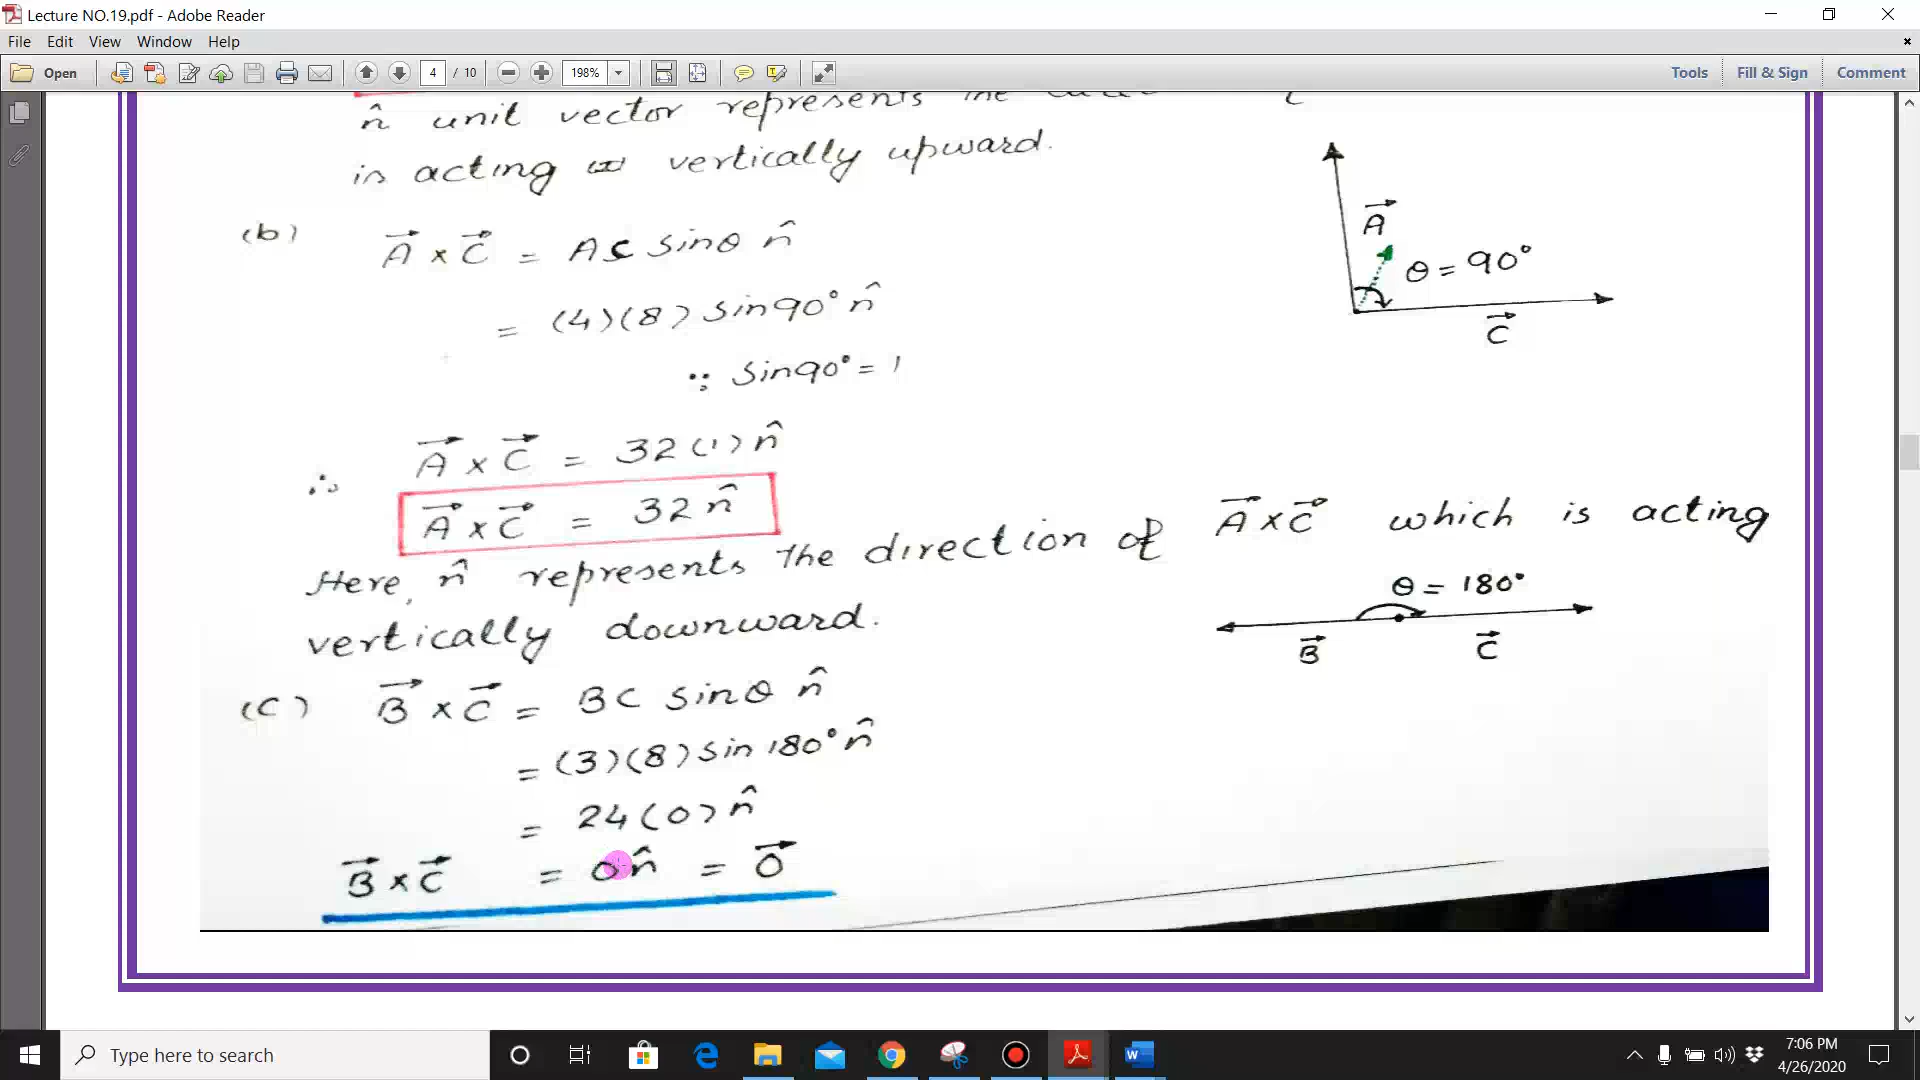 Lecture NO.19.pdf - Adobe Reader
File Edit View Window Help
Open 4 / 10 198% Tools Fill & Sign Comment
n̂ unit vector represents the
is acting vertically upward.
(b) A⃗ × C⃗ = AC sinθ n̂
= (4)(8) sin90° n̂
∵ sin90° = 1
∴ A⃗ × C⃗ = 32(1) n̂
A⃗ × C⃗ = 32 n̂
A⃗
θ = 90°
C⃗
Here, n̂ represents the direction of A⃗ × C⃗ which is acting
vertically downward.
θ = 180°
B⃗ C⃗
(C) B⃗ × C⃗ = BC sinθ n̂
= (3)(8) sin 180° n̂
= 24(0) n̂
B⃗ × C⃗ = 0n̂ = 0⃗
Type here to search
7:06 PM
4/26/2020